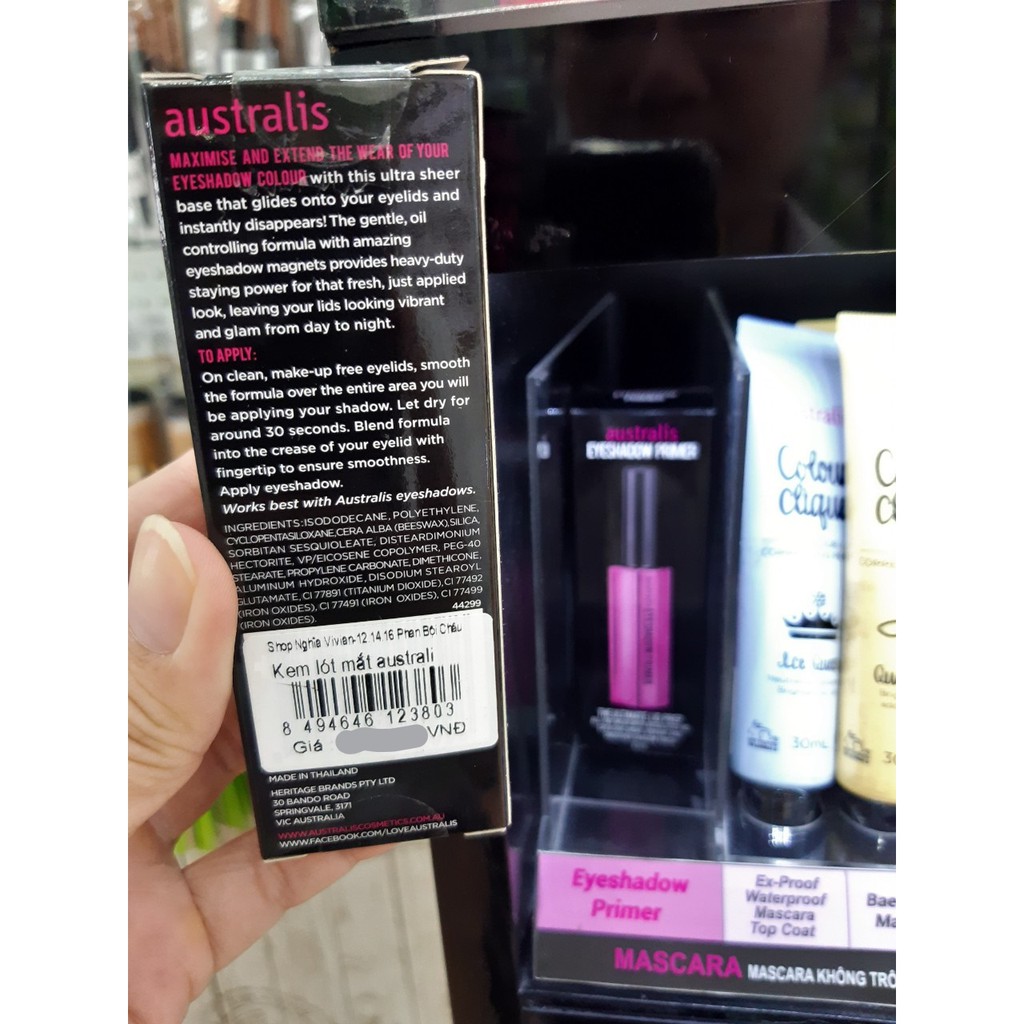 australis
MAXIMISE AND EXTEND THE WEAR OF YOUR
EYESHADOW COLOUR with this ultra sheer
base that glides onto your eyelids and
instantly disappears! The gentle, oil
controlling formula with amazing
eyeshadow magnets provides heavy-duty
staying power for that fresh, just applied
look, leaving your lids looking vibrant
and glam from day to night.
TO APPLY:
On clean, make-up free eyelids, smooth
the formula over the entire area you will
be applying your shadow. Let dry for
around 30 seconds. Blend formula
into the crease of your eyelid with
fingertip to ensure smoothness.
Apply eyeshadow.
Works best with Australis eyeshadows.
INGREDIENTS: ISODODECANE, POLYETHYLENE,
CYCLOPENTASILOXANE, CERA ALBA (BEESWAX), SILICA,
SORBITAN SESQUIOLEATE, DISTEARDIMONIUM
HECTORITE, VP/EICOSENE COPOLYMER, PEG-40
STEARATE, PROPYLENE CARBONATE, DIMETHICONE,
ALUMINUM HYDROXIDE, DISODIUM STEAROYL
GLUTAMATE, CI 77891 (TITANIUM DIOXIDE), CI 77492
(IRON OXIDES), CI 77491 (IRON OXIDES), CI 77499
(IRON OXIDES).
44299
Shop Nghĩa Vivian-12.14.16 Phan Bội Châu
Kem lót mắt australi
8 494646 123803
Giá VNĐ
MADE IN THAILAND
HERITAGE BRANDS PTY LTD
30 BANDO ROAD
SPRINGVALE, 3171
VIC AUSTRALIA
WWW.AUSTRALISCOSMETICS.COM.AU
WWW.FACEBOOK.COM/LOVEAUSTRALIS
australis
EYESHADOW PRIMER
Colour
Clique
30mL
Eyeshadow
Primer
Ex-Proof
Waterproof
Mascara
Top Coat
MASCARA MASCARA KHÔNG TRÔ